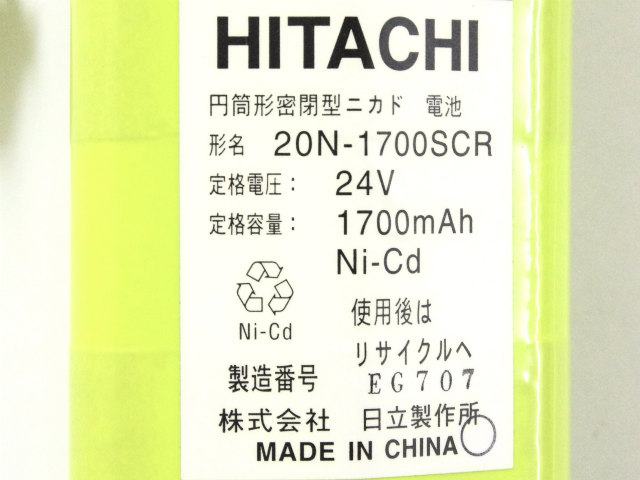 HITACHI
円筒形密閉型ニカド 電池
形名 20N-1700SCR
定格電圧： 24V
定格容量： 1700mAh
Ni-Cd
Ni-Cd
使用後は
リサイクルへ
製造番号 EG707
株式会社 日立製作所
MADE IN CHINA